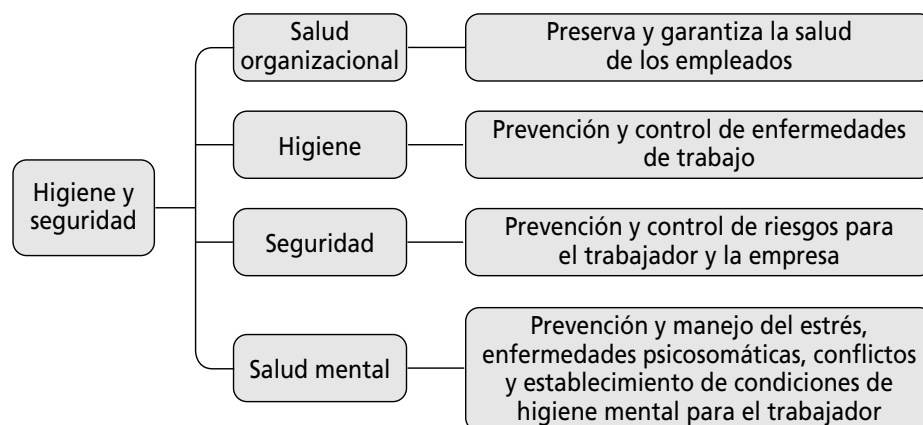 Higiene y
seguridad
Salud
organizacional
Preserva y garantiza la salud
de los empleados
Higiene
Prevención y control de enfermedades
de trabajo
Seguridad
Prevención y control de riesgos para
el trabajador y la empresa
Salud mental
Prevención y manejo del estrés,
enfermedades psicosomáticas, conflictos
y establecimiento de condiciones de
higiene mental para el trabajador